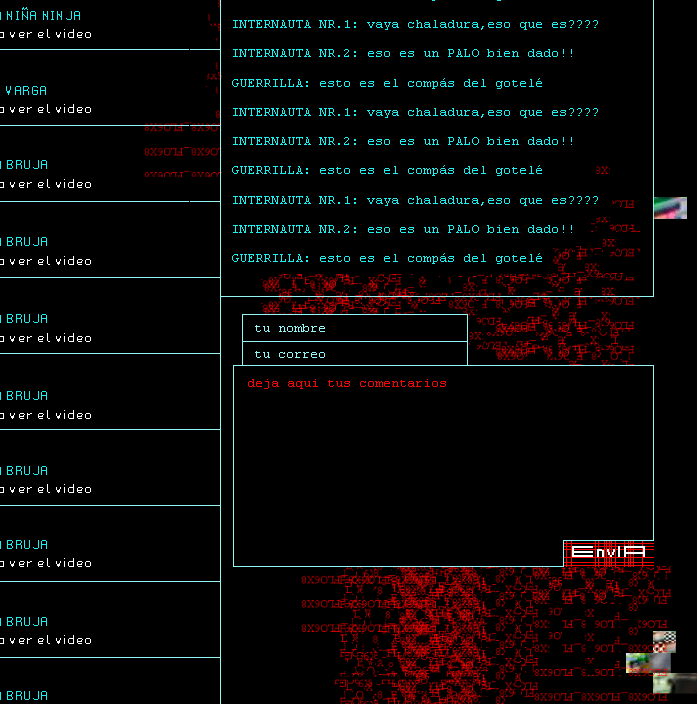 NIÑA NINJA
ver el video
VARGA
ver el video
BRUJA
ver el video
BRUJA
ver el video
BRUJA
ver el video
BRUJA
ver el video
BRUJA
ver el video
BRUJA
ver el video
BRUJA
ver el video
BRUJA
INTERNAUTA NR.1: vaya chaladura,eso que es????
INTERNAUTA NR.2: eso es un PALO bien dado!!
GUERRILLA: esto es el compás del gotelé
INTERNAUTA NR.1: vaya chaladura,eso que es????
INTERNAUTA NR.2: eso es un PALO bien dado!!
GUERRILLA: esto es el compás del gotelé
INTERNAUTA NR.1: vaya chaladura,eso que es????
INTERNAUTA NR.2: eso es un PALO bien dado!!
GUERRILLA: esto es el compás del gotelé
tu nombre
tu correo
deja aqui tus comentarios
EnvIA